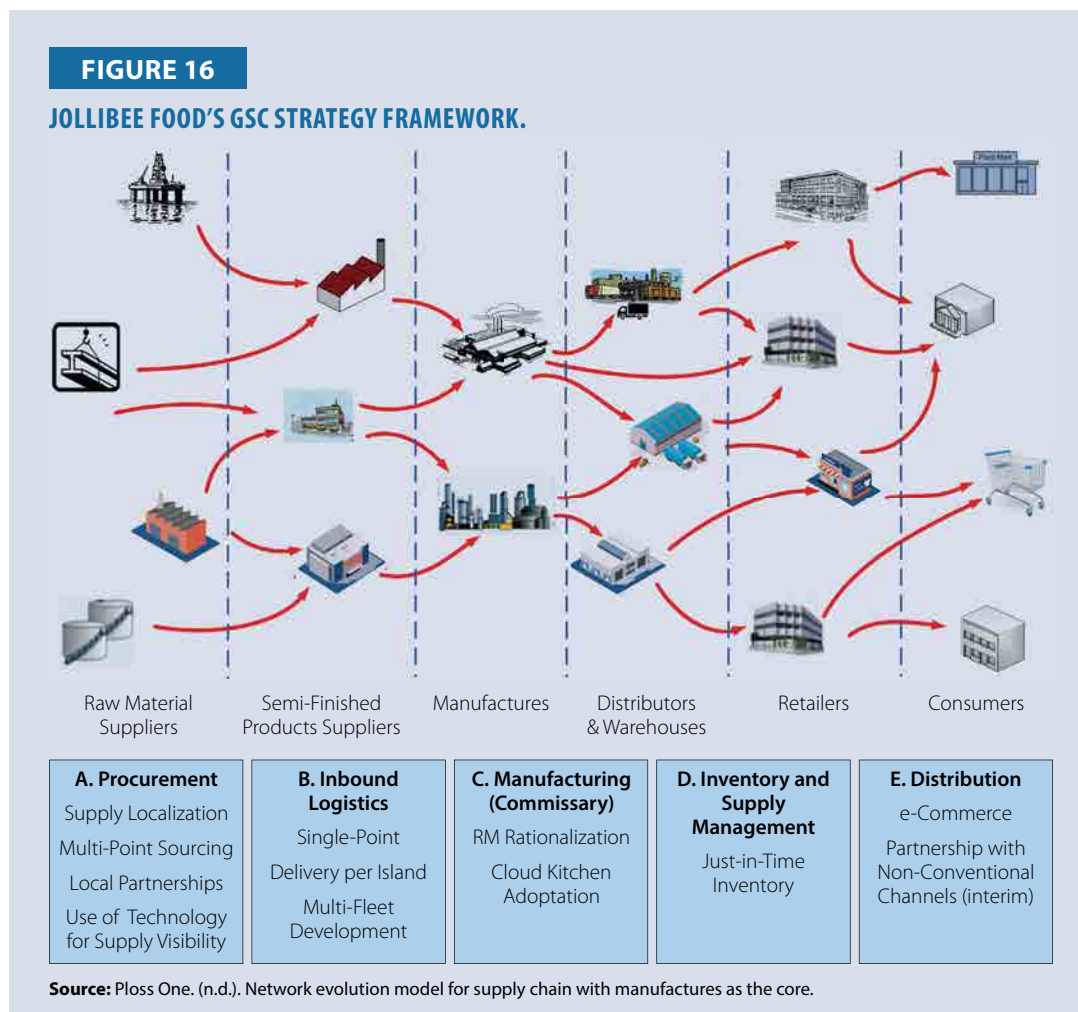 FIGURE 16
JOLLIBEE FOOD'S GSC STRATEGY FRAMEWORK.
Raw Material
Suppliers
Semi-Finished
Products Suppliers
Manufactures
Distributors
& Warehouses
Retailers
Consumers
A. Procurement
Supply Localization
Multi-Point Sourcing
Local Partnerships
Use of Technology
for Supply Visibility
B. Inbound
Logistics
Single-Point
Delivery per Island
Multi-Fleet
Development
C. Manufacturing
(Commissary)
RM Rationalization
Cloud Kitchen
Adoptation
D. Inventory and
Supply
Management
Just-in-Time
Inventory
E. Distribution
e-Commerce
Partnership with
Non-Conventional
Channels (interim)
Source: Ploss One. (n.d.). Network evolution model for supply chain with manufactures as the core.